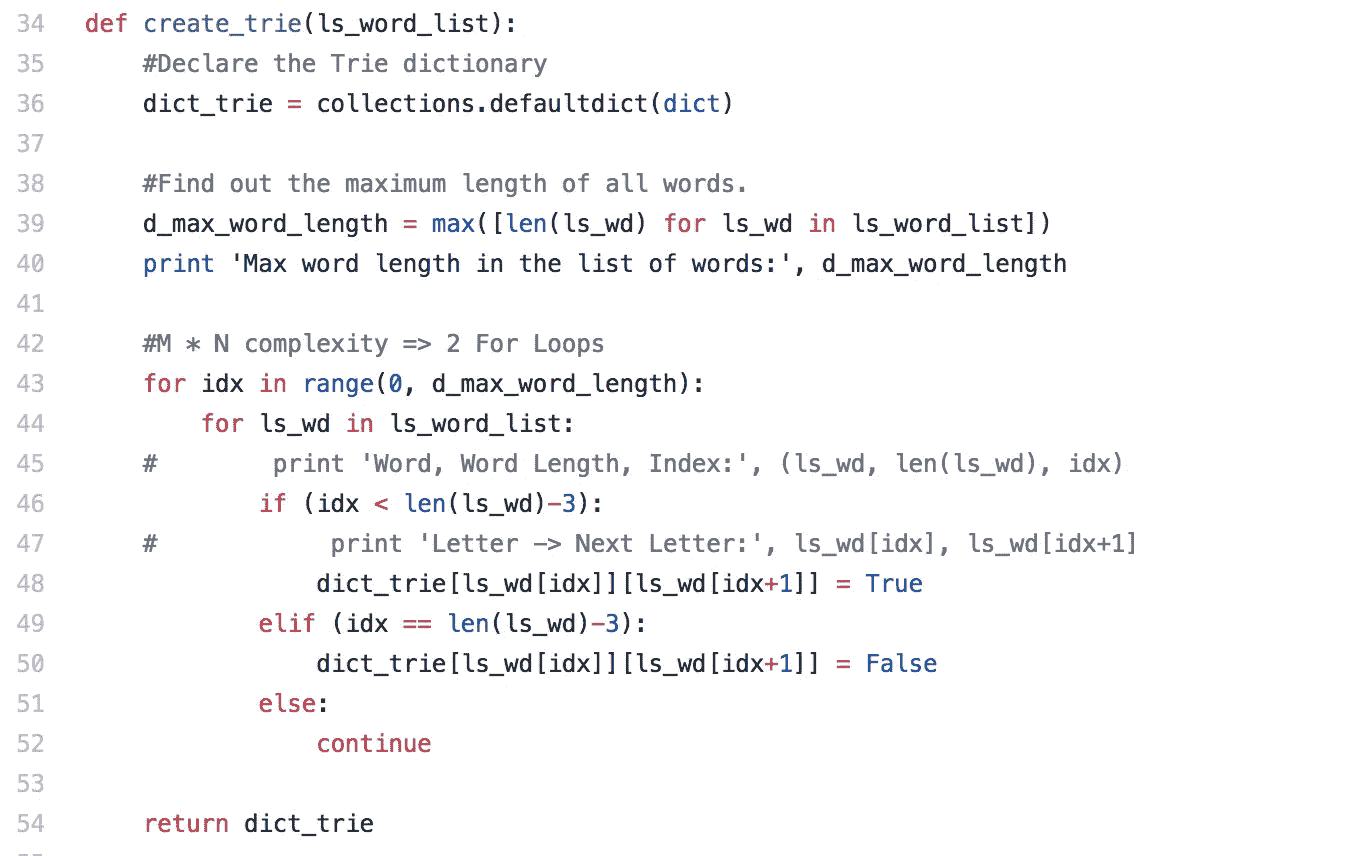 34 def create_trie(ls_word_list):
35 #Declare the Trie dictionary
36 dict_trie = collections.defaultdict(dict)
37
38 #Find out the maximum length of all words.
39 d_max_word_length = max([len(ls_wd) for ls_wd in ls_word_list])
40 print 'Max word length in the list of words:', d_max_word_length
41
42 #M * N complexity => 2 For Loops
43 for idx in range(0, d_max_word_length):
44 for ls_wd in ls_word_list:
45 # print 'Word, Word Length, Index:', (ls_wd, len(ls_wd), idx)
46 if (idx < len(ls_wd)-3):
47 # print 'Letter -> Next Letter:', ls_wd[idx], ls_wd[idx+1]
48 dict_trie[ls_wd[idx]][ls_wd[idx+1]] = True
49 elif (idx == len(ls_wd)-3):
50 dict_trie[ls_wd[idx]][ls_wd[idx+1]] = False
51 else:
52 continue
53
54 return dict_trie